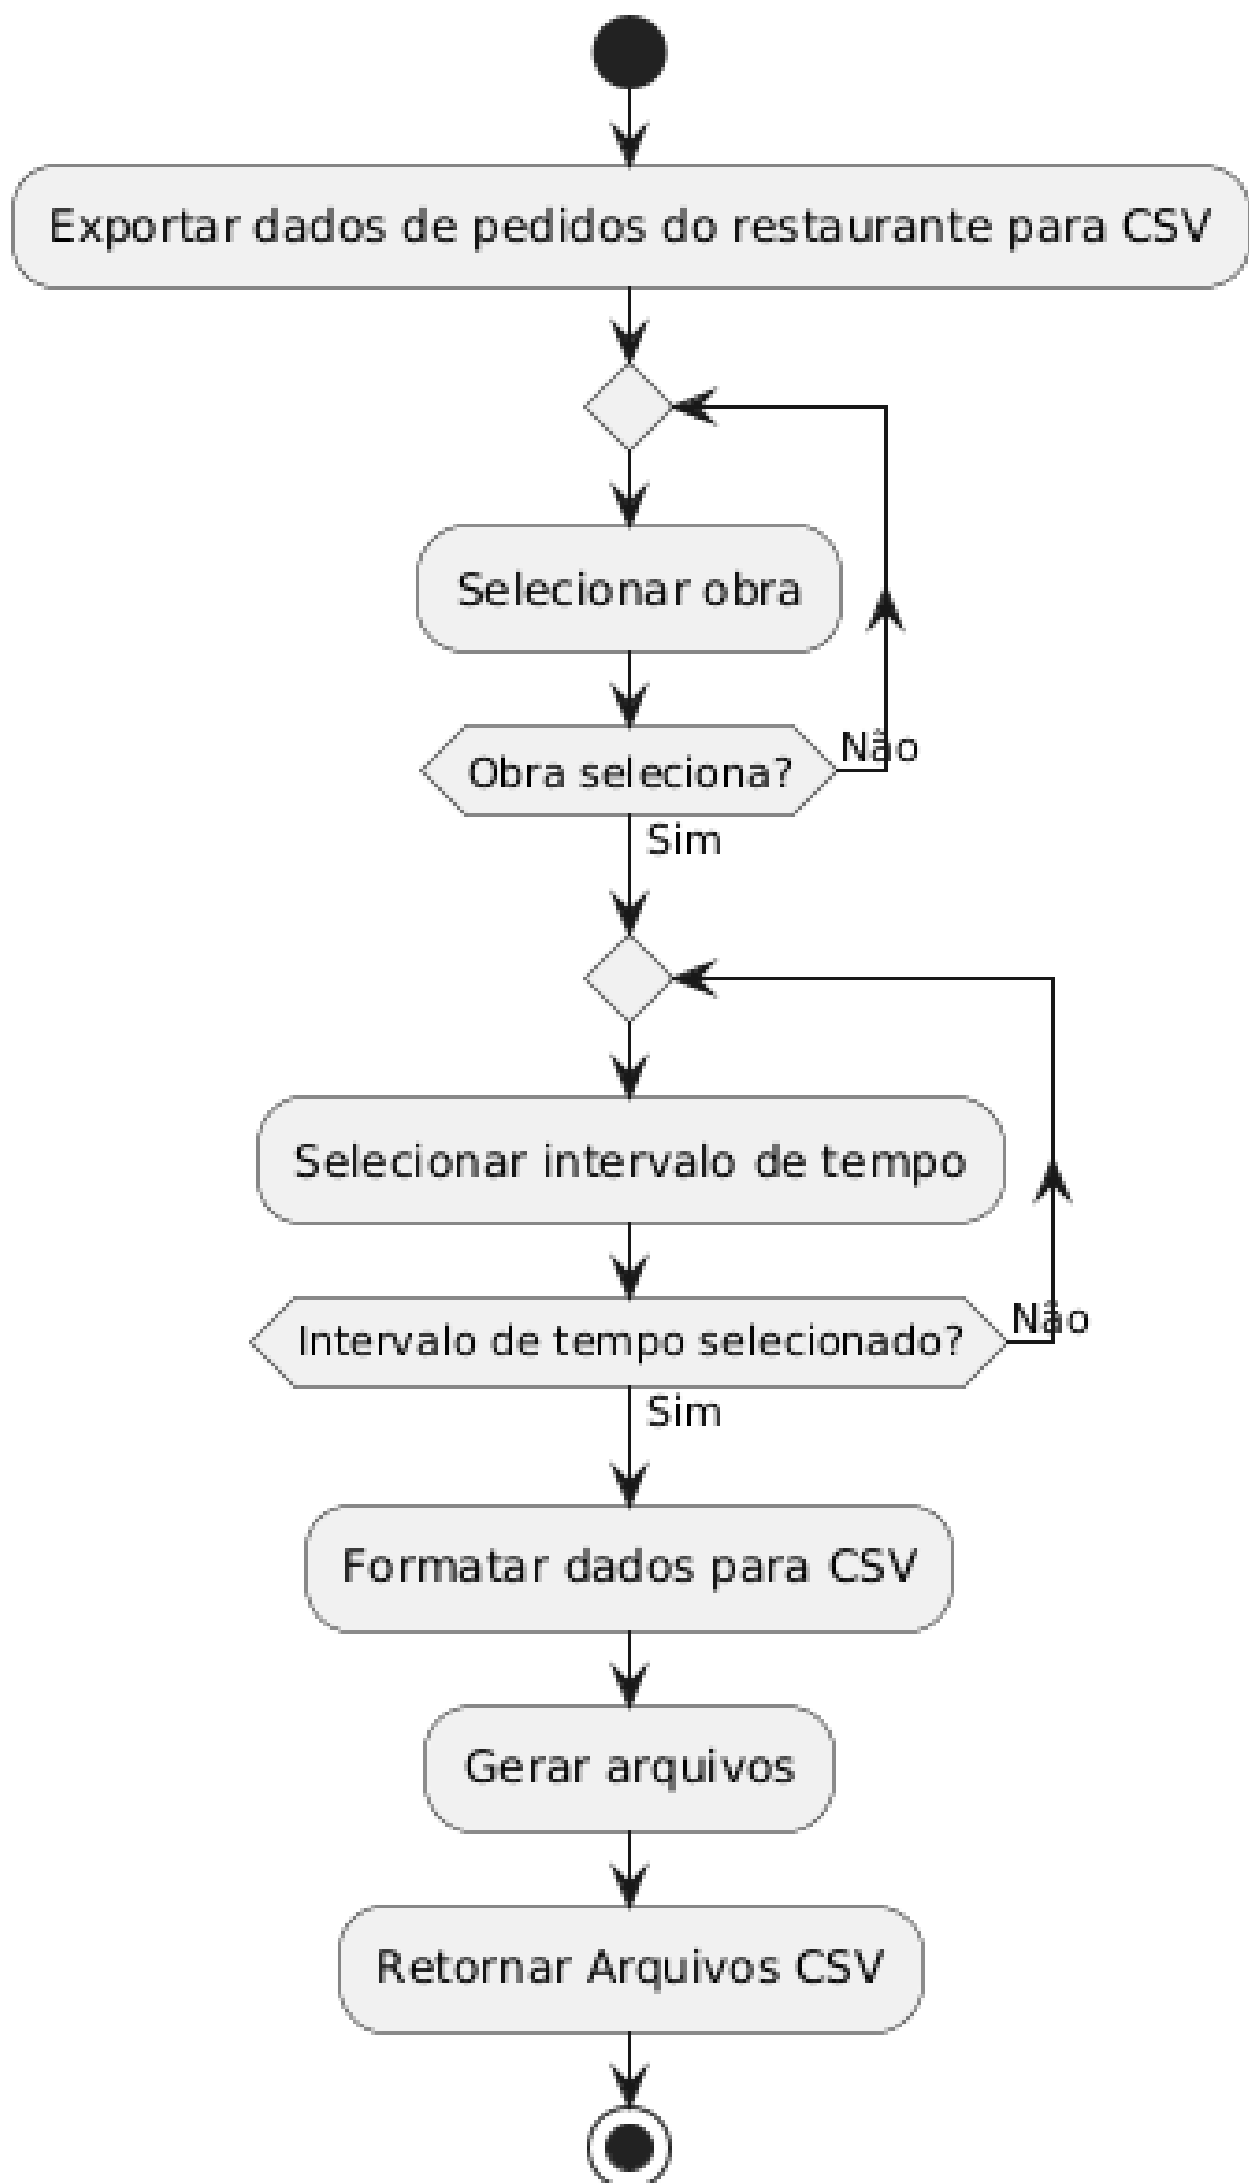 Exportar dados de pedidos do restaurante para CSV
Selecionar obra
Obra seleciona?
Não
Sim
Selecionar intervalo de tempo
Intervalo de tempo selecionado?
Não
Sim
Formatar dados para CSV
Gerar arquivos
Retornar Arquivos CSV